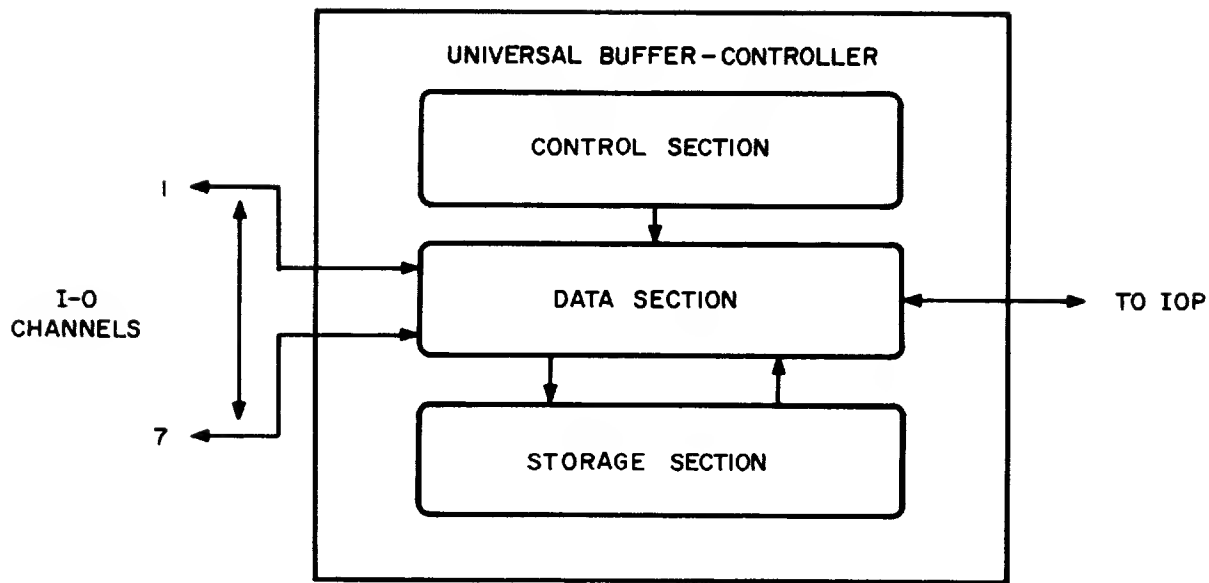 UNIVERSAL BUFFER-CONTROLLER
CONTROL SECTION
1
DATA SECTION
I-O
CHANNELS
TO IOP
7
STORAGE SECTION